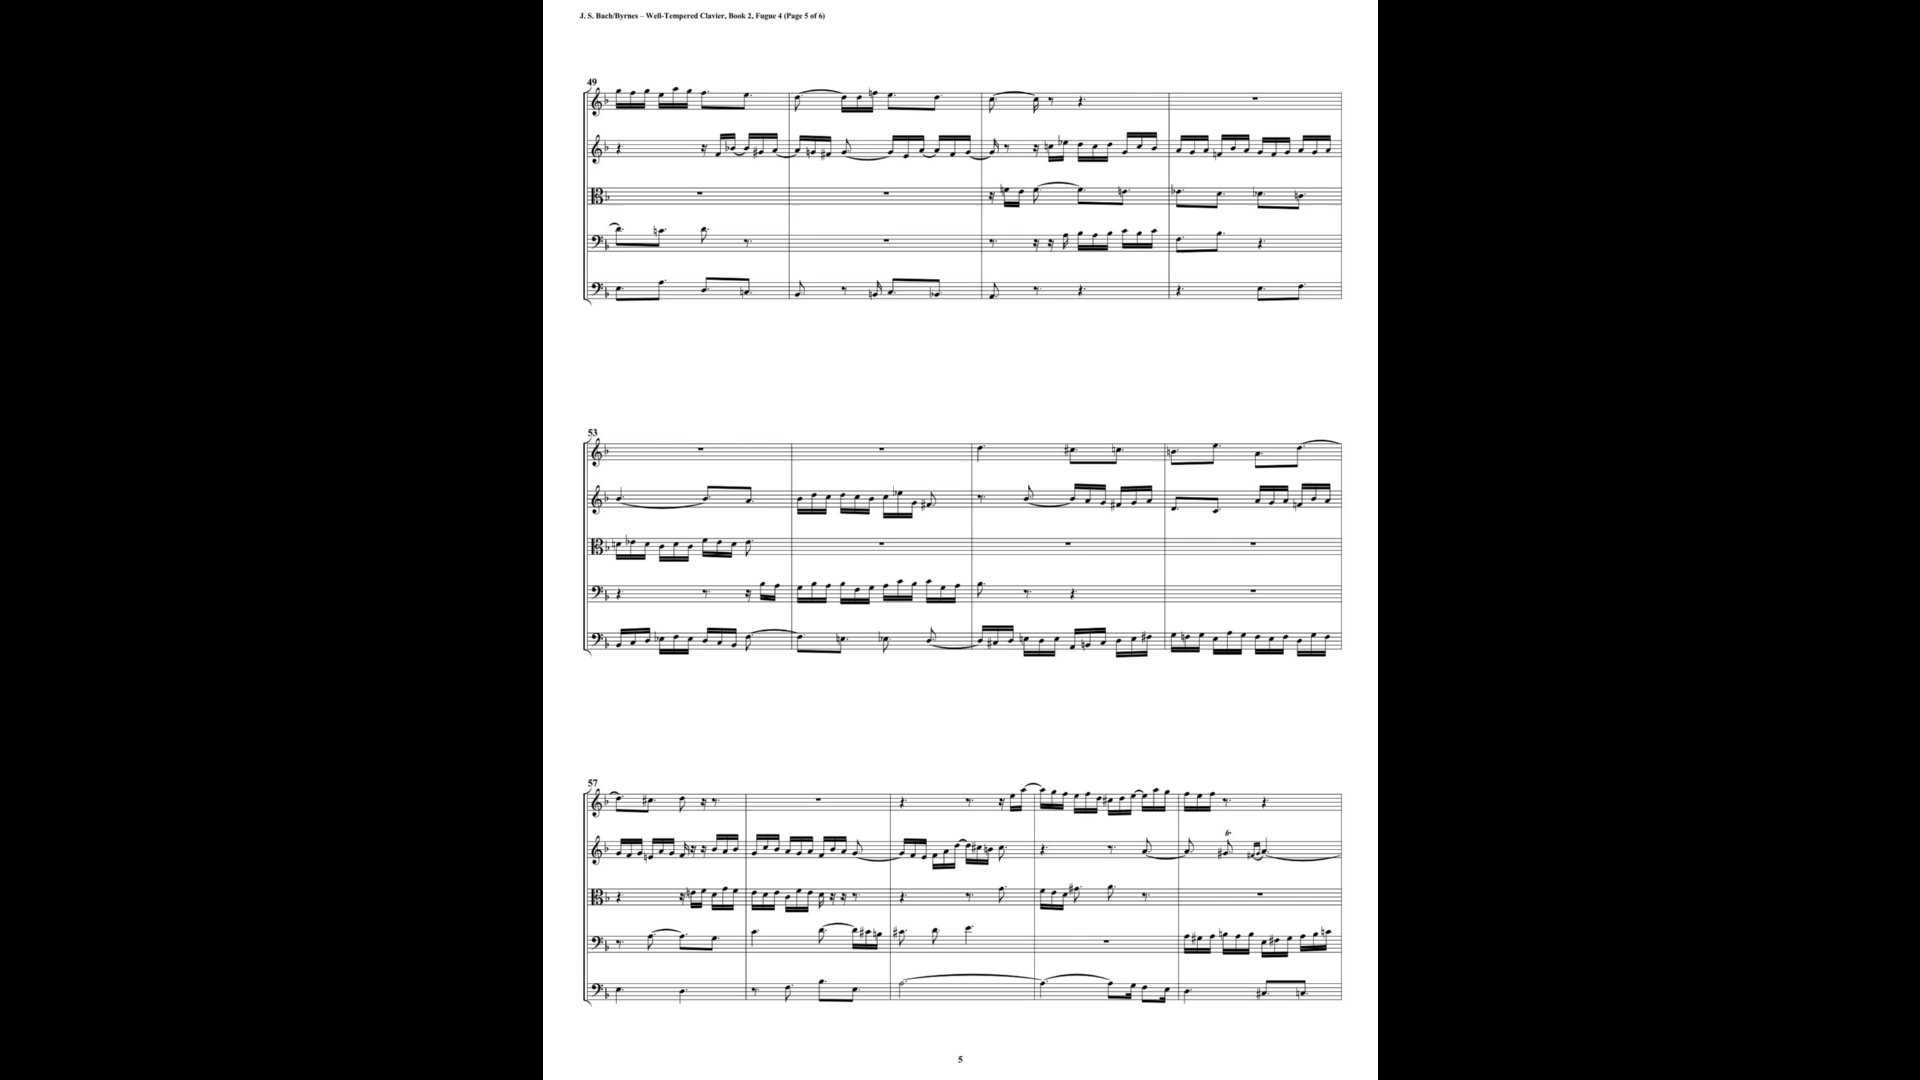 J. S. Bach/Byrnes – Well-Tempered Clavier, Book 2, Fugue 4 (Page 5 of 6)
49
53
57
5